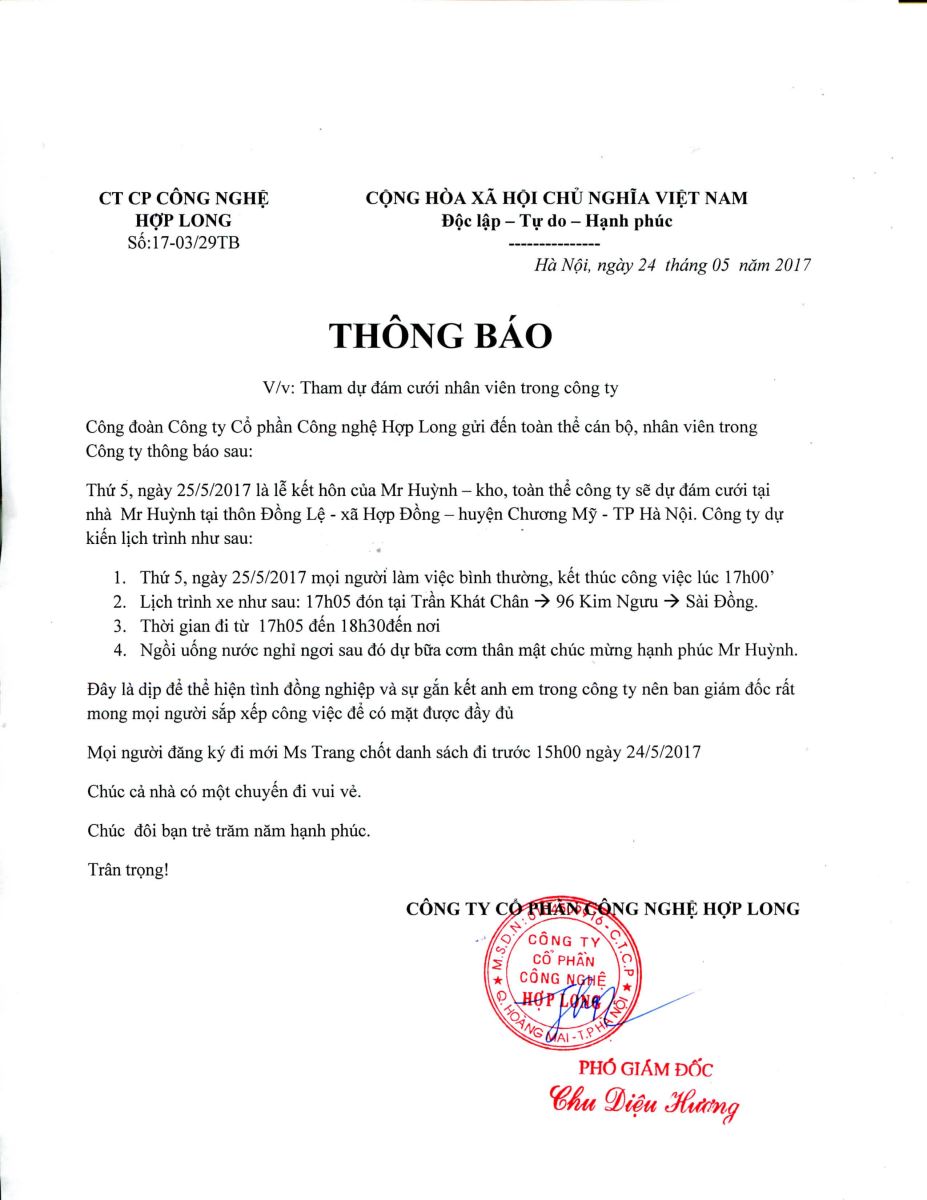 CT CP CÔNG NGHỆ
HỢP LONG
Số:17-03/29TB
CỘNG HÒA XÃ HỘI CHỦ NGHĨA VIỆT NAM
Độc lập – Tự do – Hạnh phúc
---------------
Hà Nội, ngày 24 tháng 05 năm 2017
THÔNG BÁO
V/v: Tham dự đám cưới nhân viên trong công ty
Công đoàn Công ty Cổ phần Công nghệ Hợp Long gửi đến toàn thể cán bộ, nhân viên trong
Công ty thông báo sau:
Thứ 5, ngày 25/5/2017 là lễ kết hôn của Mr Huỳnh – kho, toàn thể công ty sẽ dự đám cưới tại
nhà Mr Huỳnh tại thôn Đồng Lệ - xã Hợp Đồng – huyện Chương Mỹ - TP Hà Nội. Công ty dự
kiến lịch trình như sau:
1. Thứ 5, ngày 25/5/2017 mọi người làm việc bình thường, kết thúc công việc lúc 17h00’
2. Lịch trình xe như sau: 17h05 đón tại Trần Khát Chân → 96 Kim Ngưu → Sài Đồng.
3. Thời gian đi từ 17h05 đến 18h30đến nơi
4. Ngồi uống nước nghỉ ngơi sau đó dự bữa cơm thân mật chúc mừng hạnh phúc Mr Huỳnh.
Đây là dịp để thể hiện tình đồng nghiệp và sự gắn kết anh em trong công ty nên ban giám đốc rất
mong mọi người sắp xếp công việc để có mặt được đầy đủ
Mọi người đăng ký đi mới Ms Trang chốt danh sách đi trước 15h00 ngày 24/5/2017
Chúc cả nhà có một chuyến đi vui vẻ.
Chúc đôi bạn trẻ trăm năm hạnh phúc.
Trân trọng!
CÔNG TY CỔ PHẦN CÔNG NGHỆ HỢP LONG
M.S.D.N: C.T.C.P
CÔNG TY
CỔ PHẦN
CÔNG NGHỆ
HỢP LONG
Q. HOÀNG MAI - T.P HÀ NỘI
PHÓ GIÁM ĐỐC
Chu Diệu Hương